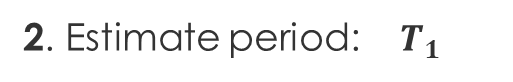 2. Estimate period: T₁